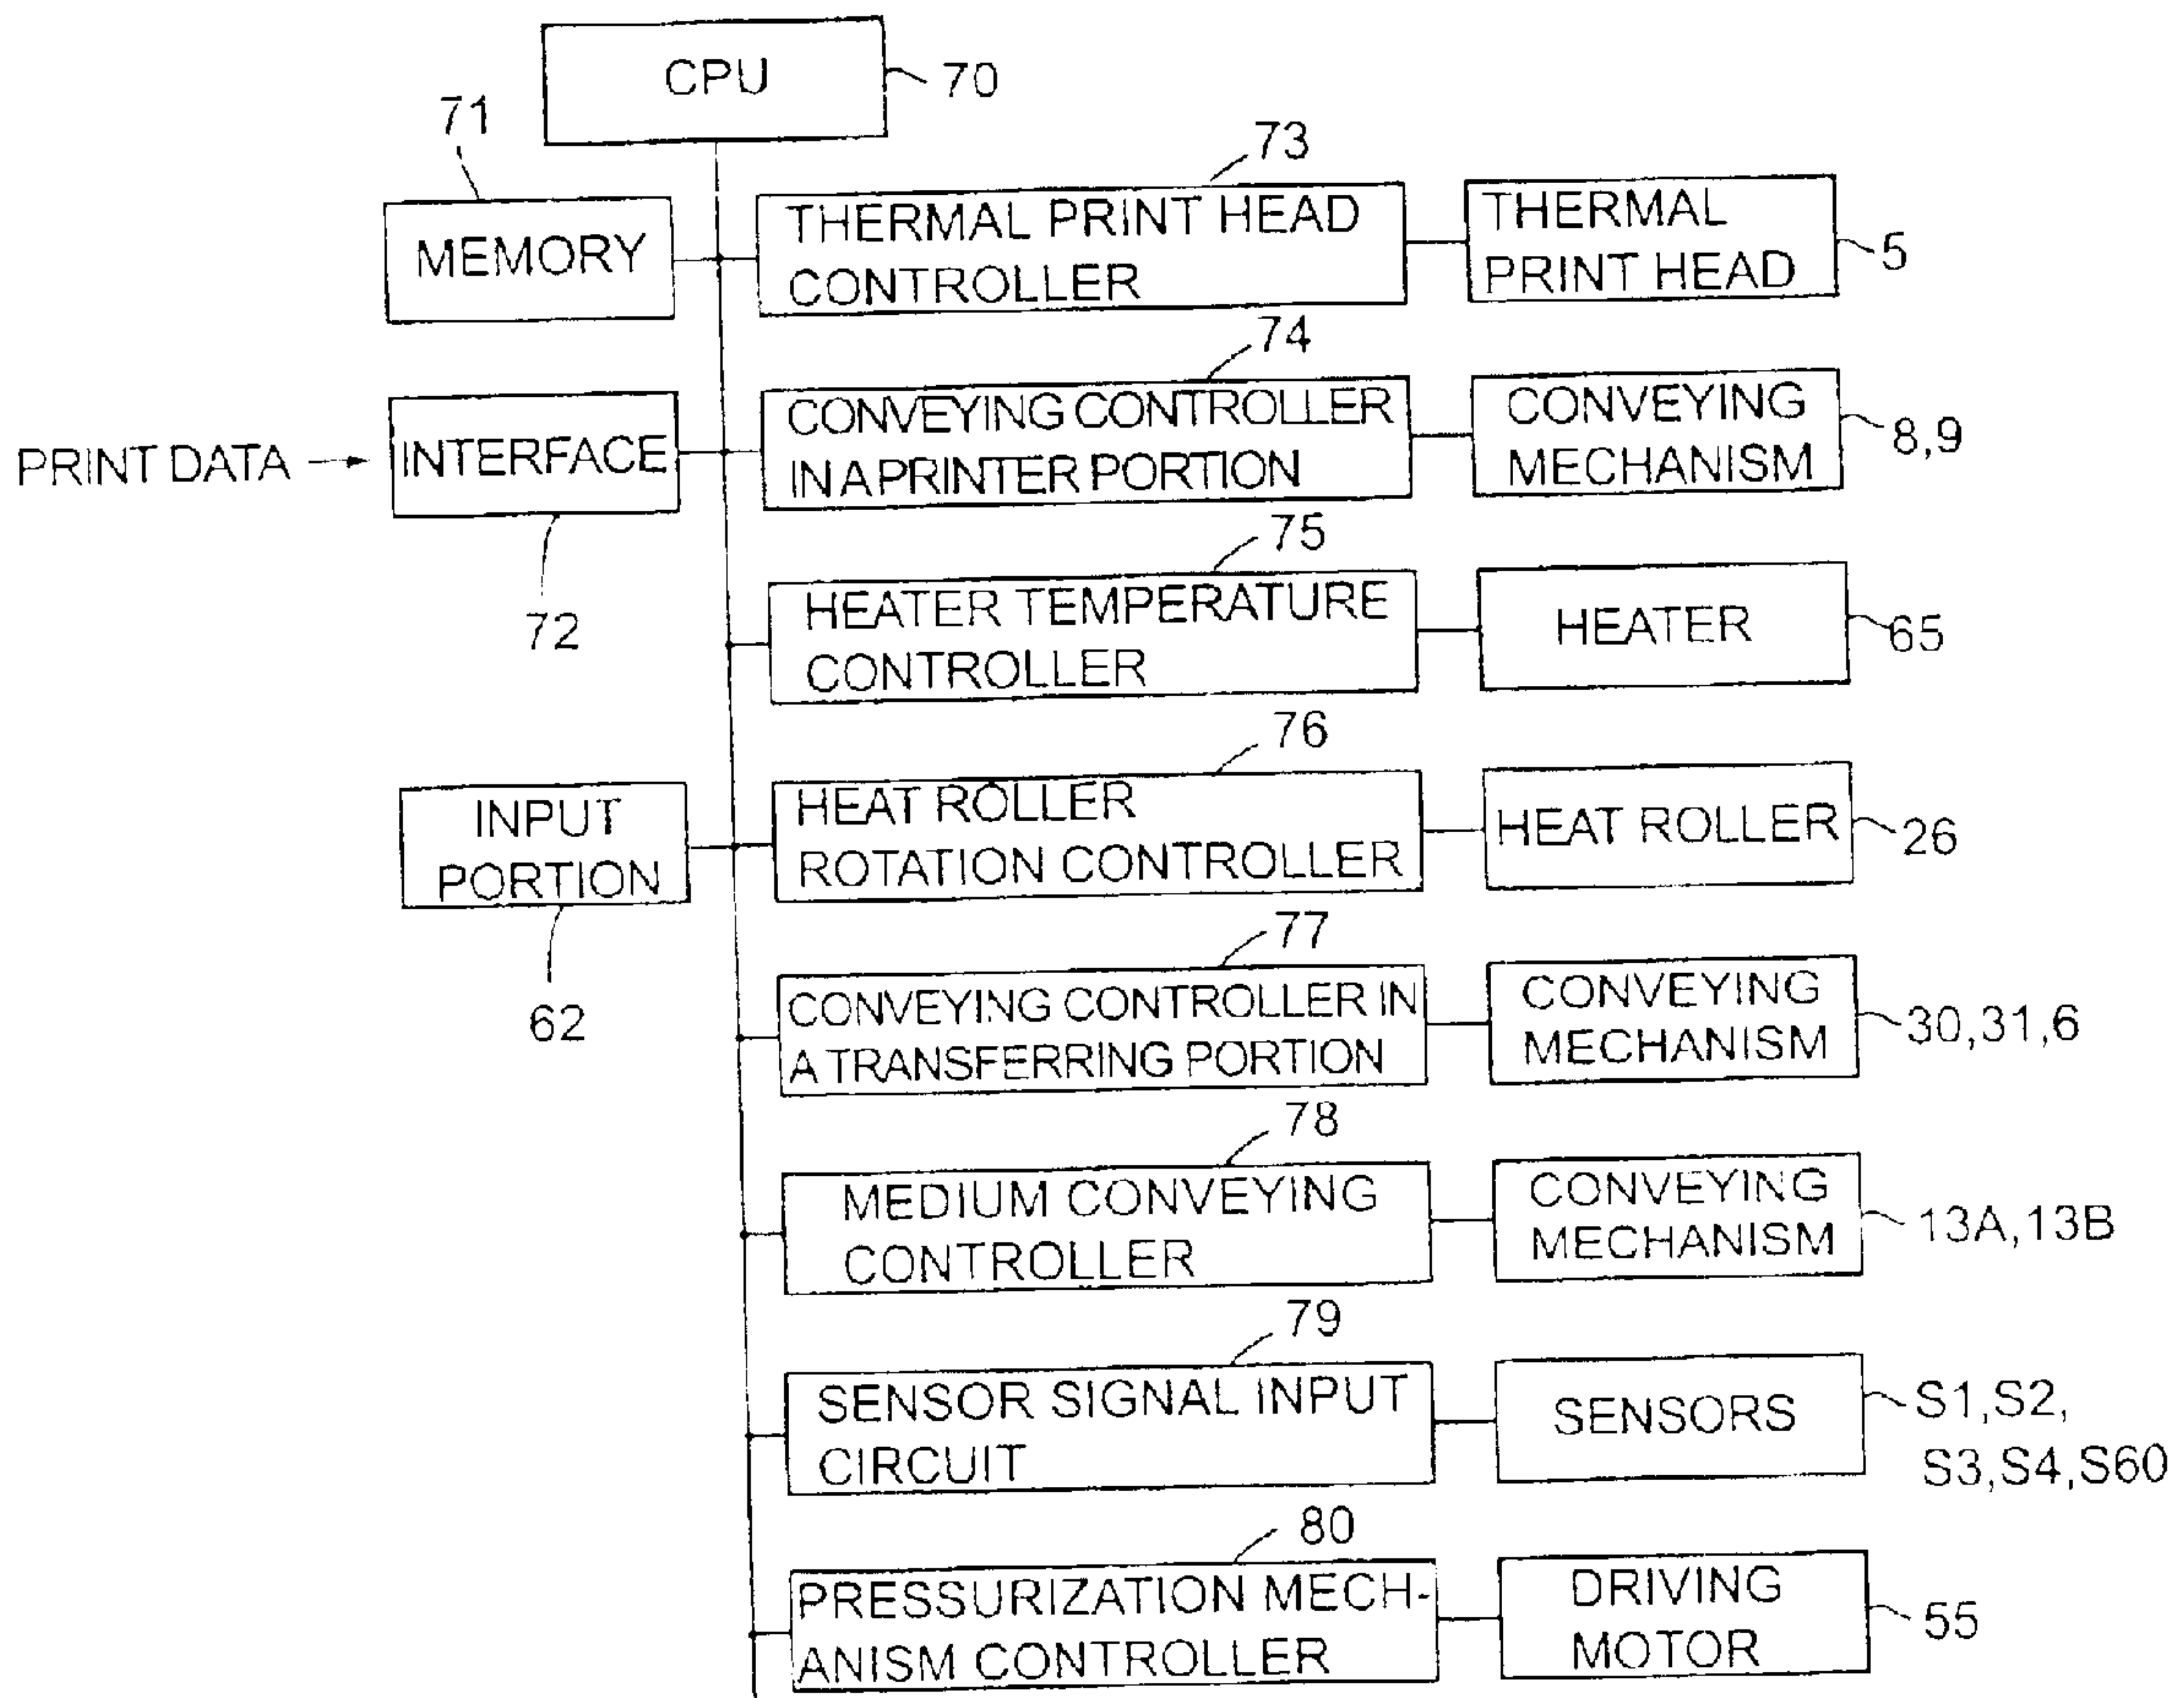 CPU
70
71
73
MEMORY
THERMAL PRINT HEAD
CONTROLLER
THERMAL
PRINT HEAD
5
74
PRINT DATA
INTERFACE
CONVEYING CONTROLLER
IN A PRINTER PORTION
CONVEYING
MECHANISM
8,9
72
75
HEATER TEMPERATURE
CONTROLLER
HEATER
65
76
INPUT
PORTION
HEAT ROLLER
ROTATION CONTROLLER
HEAT ROLLER
26
62
77
CONVEYING CONTROLLER IN
A TRANSFERRING PORTION
CONVEYING
MECHANISM
30,31,6
78
MEDIUM CONVEYING
CONTROLLER
CONVEYING
MECHANISM
13A,13B
79
SENSOR SIGNAL INPUT
CIRCUIT
SENSORS
S1,S2,
S3,S4,S60
80
PRESSURIZATION MECH-
ANISM CONTROLLER
DRIVING
MOTOR
55